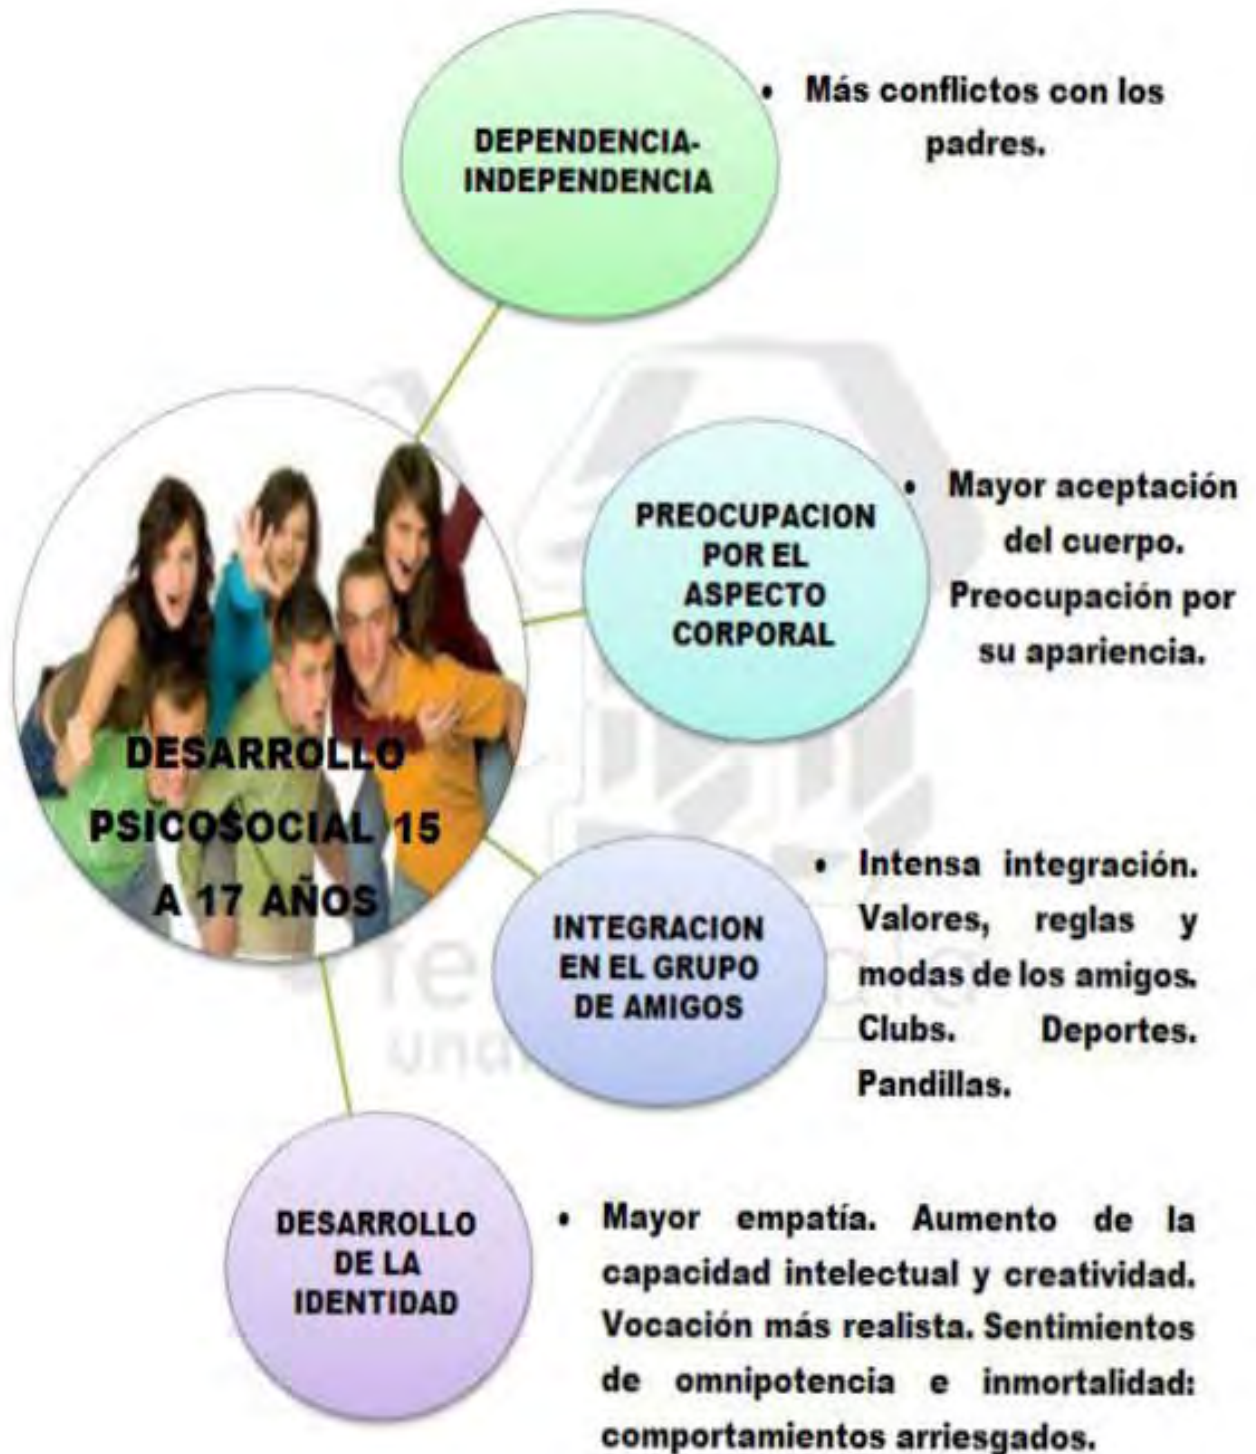 DEPENDENCIA-
INDEPENDENCIA
• Más conflictos con los
padres.
PREOCUPACION
POR EL
ASPECTO
CORPORAL
• Mayor aceptación
del cuerpo.
Preocupación por
su apariencia.
DESARROLLO
PSICOSOCIAL 15
A 17 AÑOS
INTEGRACION
EN EL GRUPO
DE AMIGOS
• Intensa integración.
Valores, reglas y
modas de los amigos.
Clubs. Deportes.
Pandillas.
DESARROLLO
DE LA
IDENTIDAD
• Mayor empatía. Aumento de la
capacidad intelectual y creatividad.
Vocación más realista. Sentimientos
de omnipotencia e inmortalidad:
comportamientos arriesgados.